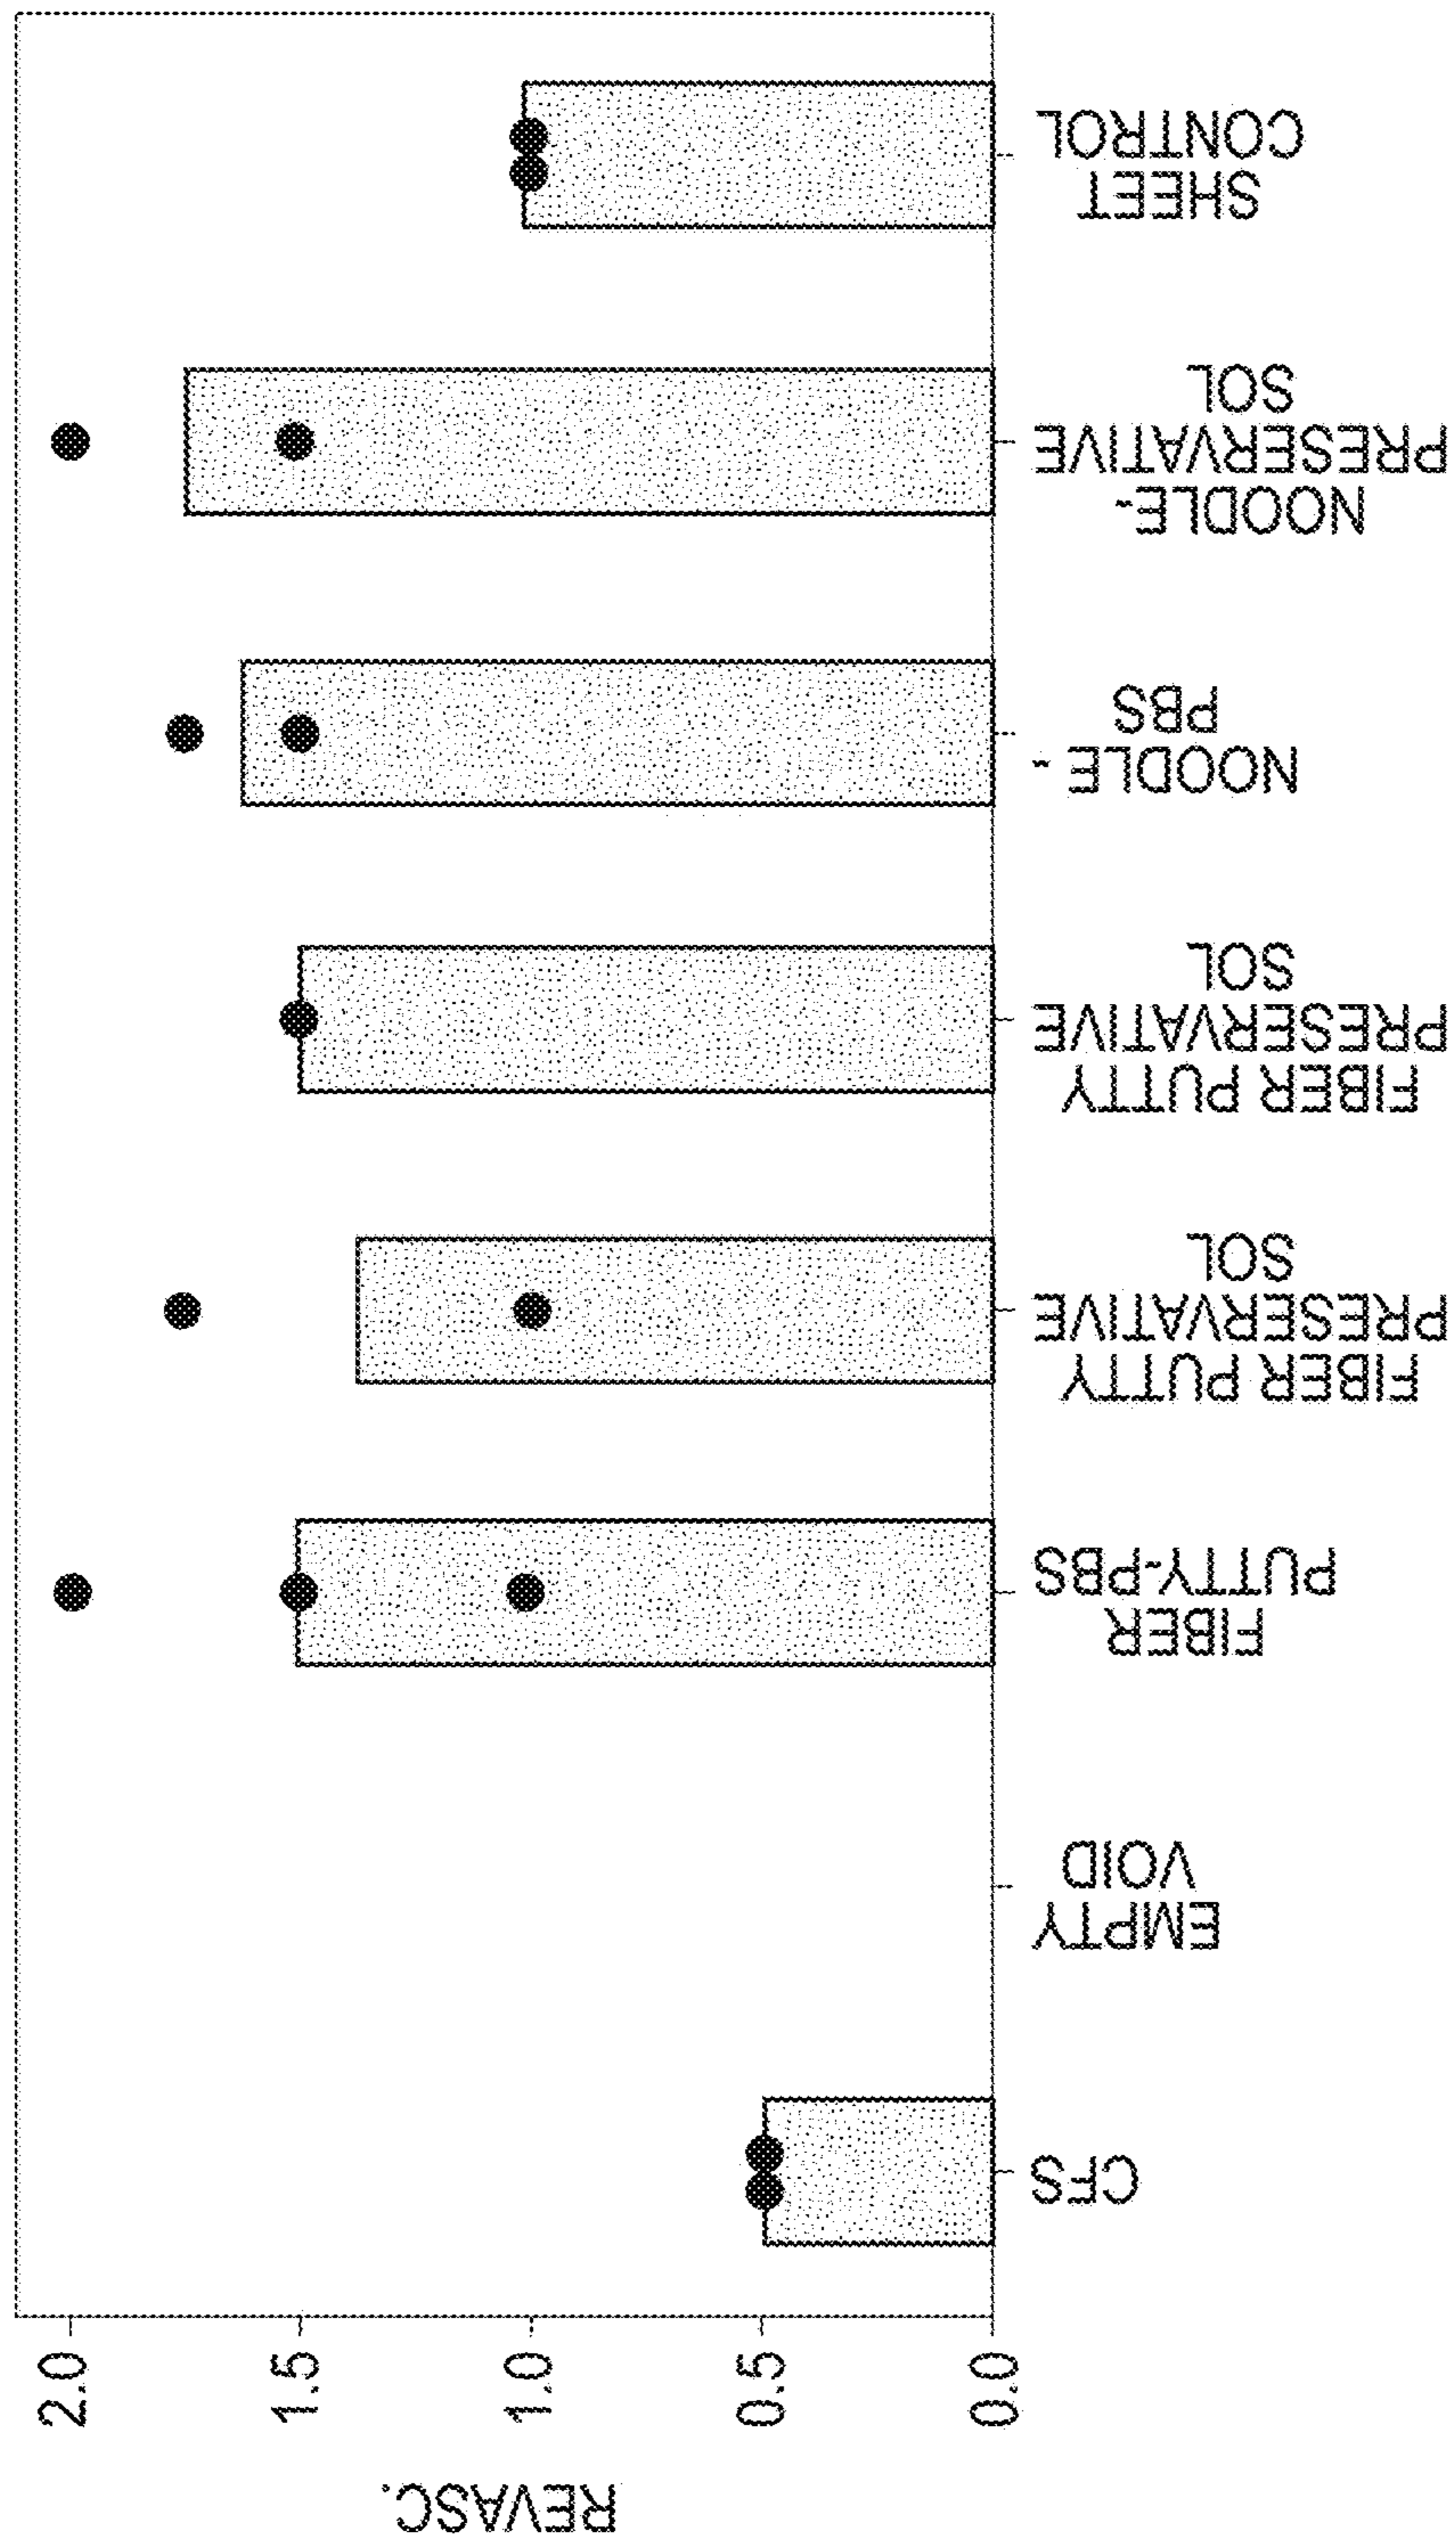 REVASC.
2.0
1.5
1.0
0.5
0.0
CFS
EMPTY
VOID
FIBER
PUTTY-PBS
FIBER PUTTY
PRESERVATIVE
SOL
FIBER PUTTY
PRESERVATIVE
SOL
NOODLE -
PBS
NOODLE-
PRESERVATIVE
SOL
SHEET
CONTROL